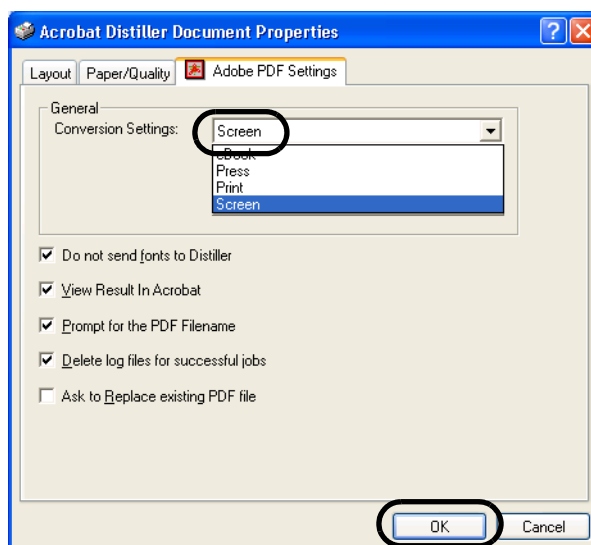 Acrobat Distiller Document Properties
Layout Paper/Quality Adobe PDF Settings
General
Conversion Settings: Screen
eBook
Press
Print
Screen
Do not send fonts to Distiller
View Result In Acrobat
Prompt for the PDF Filename
Delete log files for successful jobs
Ask to Replace existing PDF file
OK Cancel